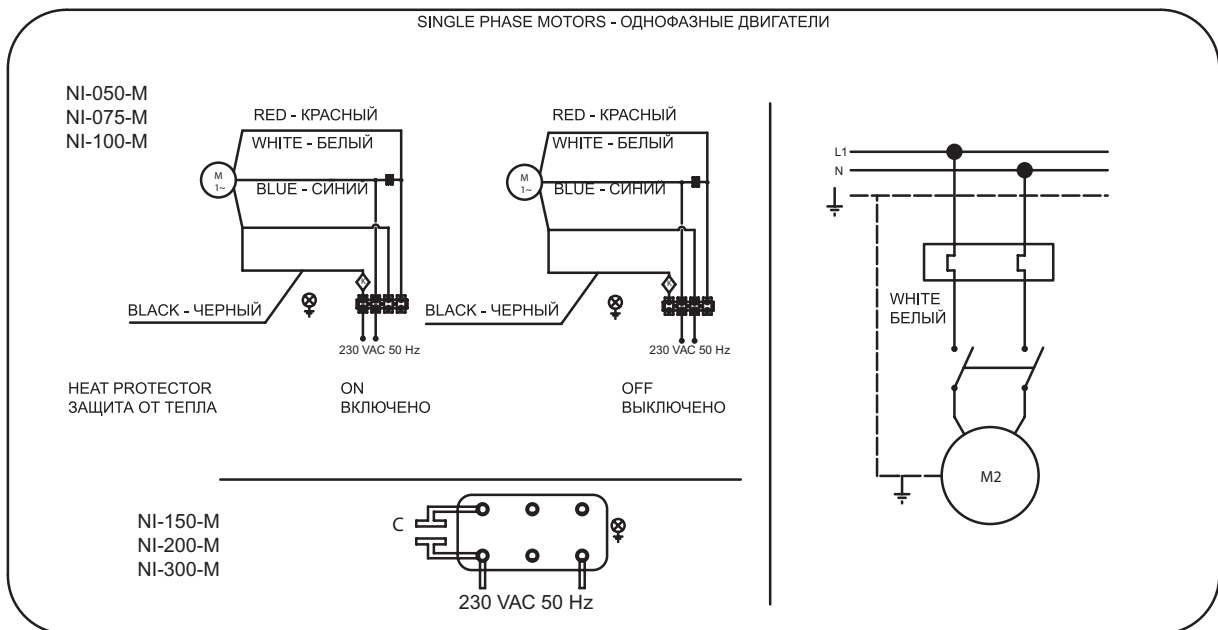 SINGLE PHASE MOTORS - ОДНОФАЗНЫЕ ДВИГАТЕЛИ
NI-050-M
NI-075-M
NI-100-M
RED - КРАСНЫЙ
WHITE - БЕЛЫЙ
M
1~
BLUE - СИНИЙ
K
BLACK - ЧЕРНЫЙ
230 VAC 50 Hz
RED - КРАСНЫЙ
WHITE - БЕЛЫЙ
M
1~
BLUE - СИНИЙ
K
BLACK - ЧЕРНЫЙ
230 VAC 50 Hz
HEAT PROTECTOR
ЗАЩИТА ОТ ТЕПЛА
ON
ВКЛЮЧЕНО
OFF
ВЫКЛЮЧЕНО
NI-150-M
NI-200-M
NI-300-M
C
230 VAC 50 Hz
L1
N
WHITE
БЕЛЫЙ
M2